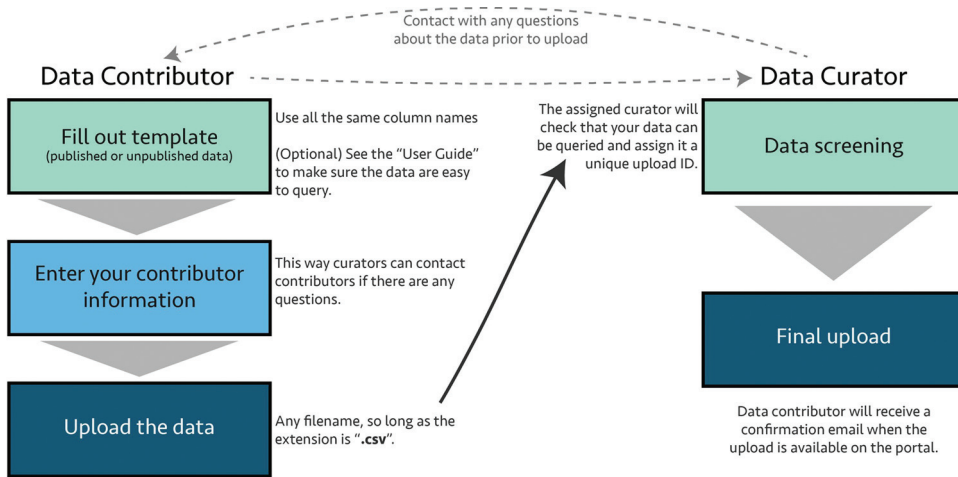 Contact with any questions
about the data prior to upload
Data Contributor
Fill out template
(published or unpublished data)
Use all the same column names
(Optional) See the “User Guide”
to make sure the data are easy
to query.
Enter your contributor
information
This way curators can contact
contributors if there are any
questions.
Upload the data
Any filename, so long as the
extension is “.csv”.
Data Curator
The assigned curator will
check that your data can
be queried and assign it a
unique upload ID.
Data screening
Final upload
Data contributor will receive a
confirmation email when the
upload is available on the portal.